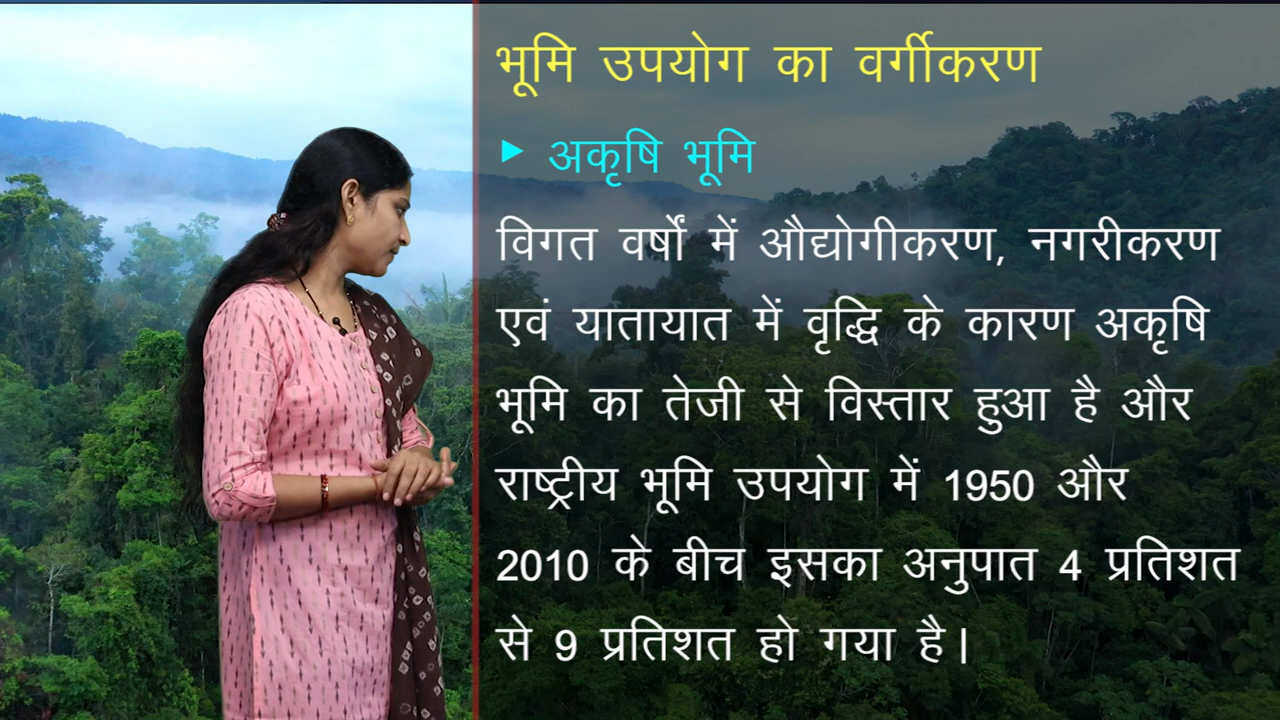 भूमि उपयोग का वर्गीकरण
▶ अकृषि भूमि
विगत वर्षों में औद्योगीकरण, नगरीकरण
एवं यातायात में वृद्धि के कारण अकृषि
भूमि का तेजी से विस्तार हुआ है और
राष्ट्रीय भूमि उपयोग में 1950 और
2010 के बीच इसका अनुपात 4 प्रतिशत
से 9 प्रतिशत हो गया है।